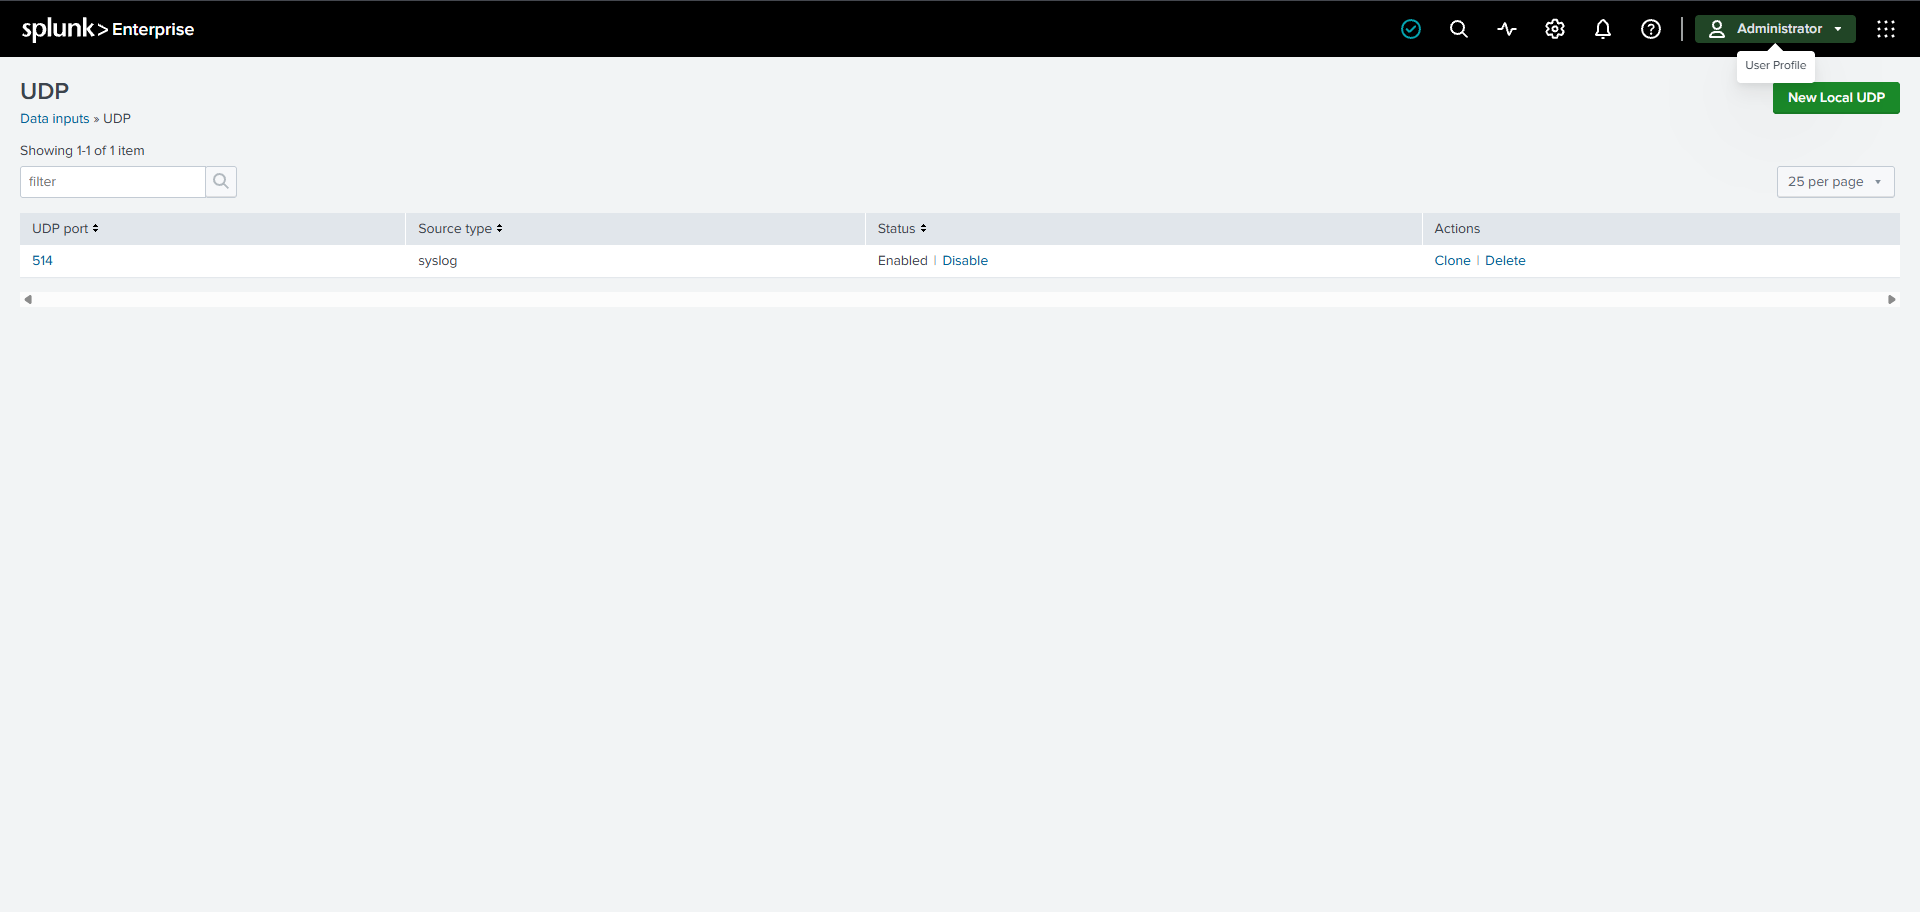 splunk> Enterprise
Administrator
User Profile
UDP
New Local UDP
Data inputs » UDP
Showing 1-1 of 1 item
filter
25 per page
UDP port Source type Status Actions
514 syslog Enabled | Disable Clone | Delete